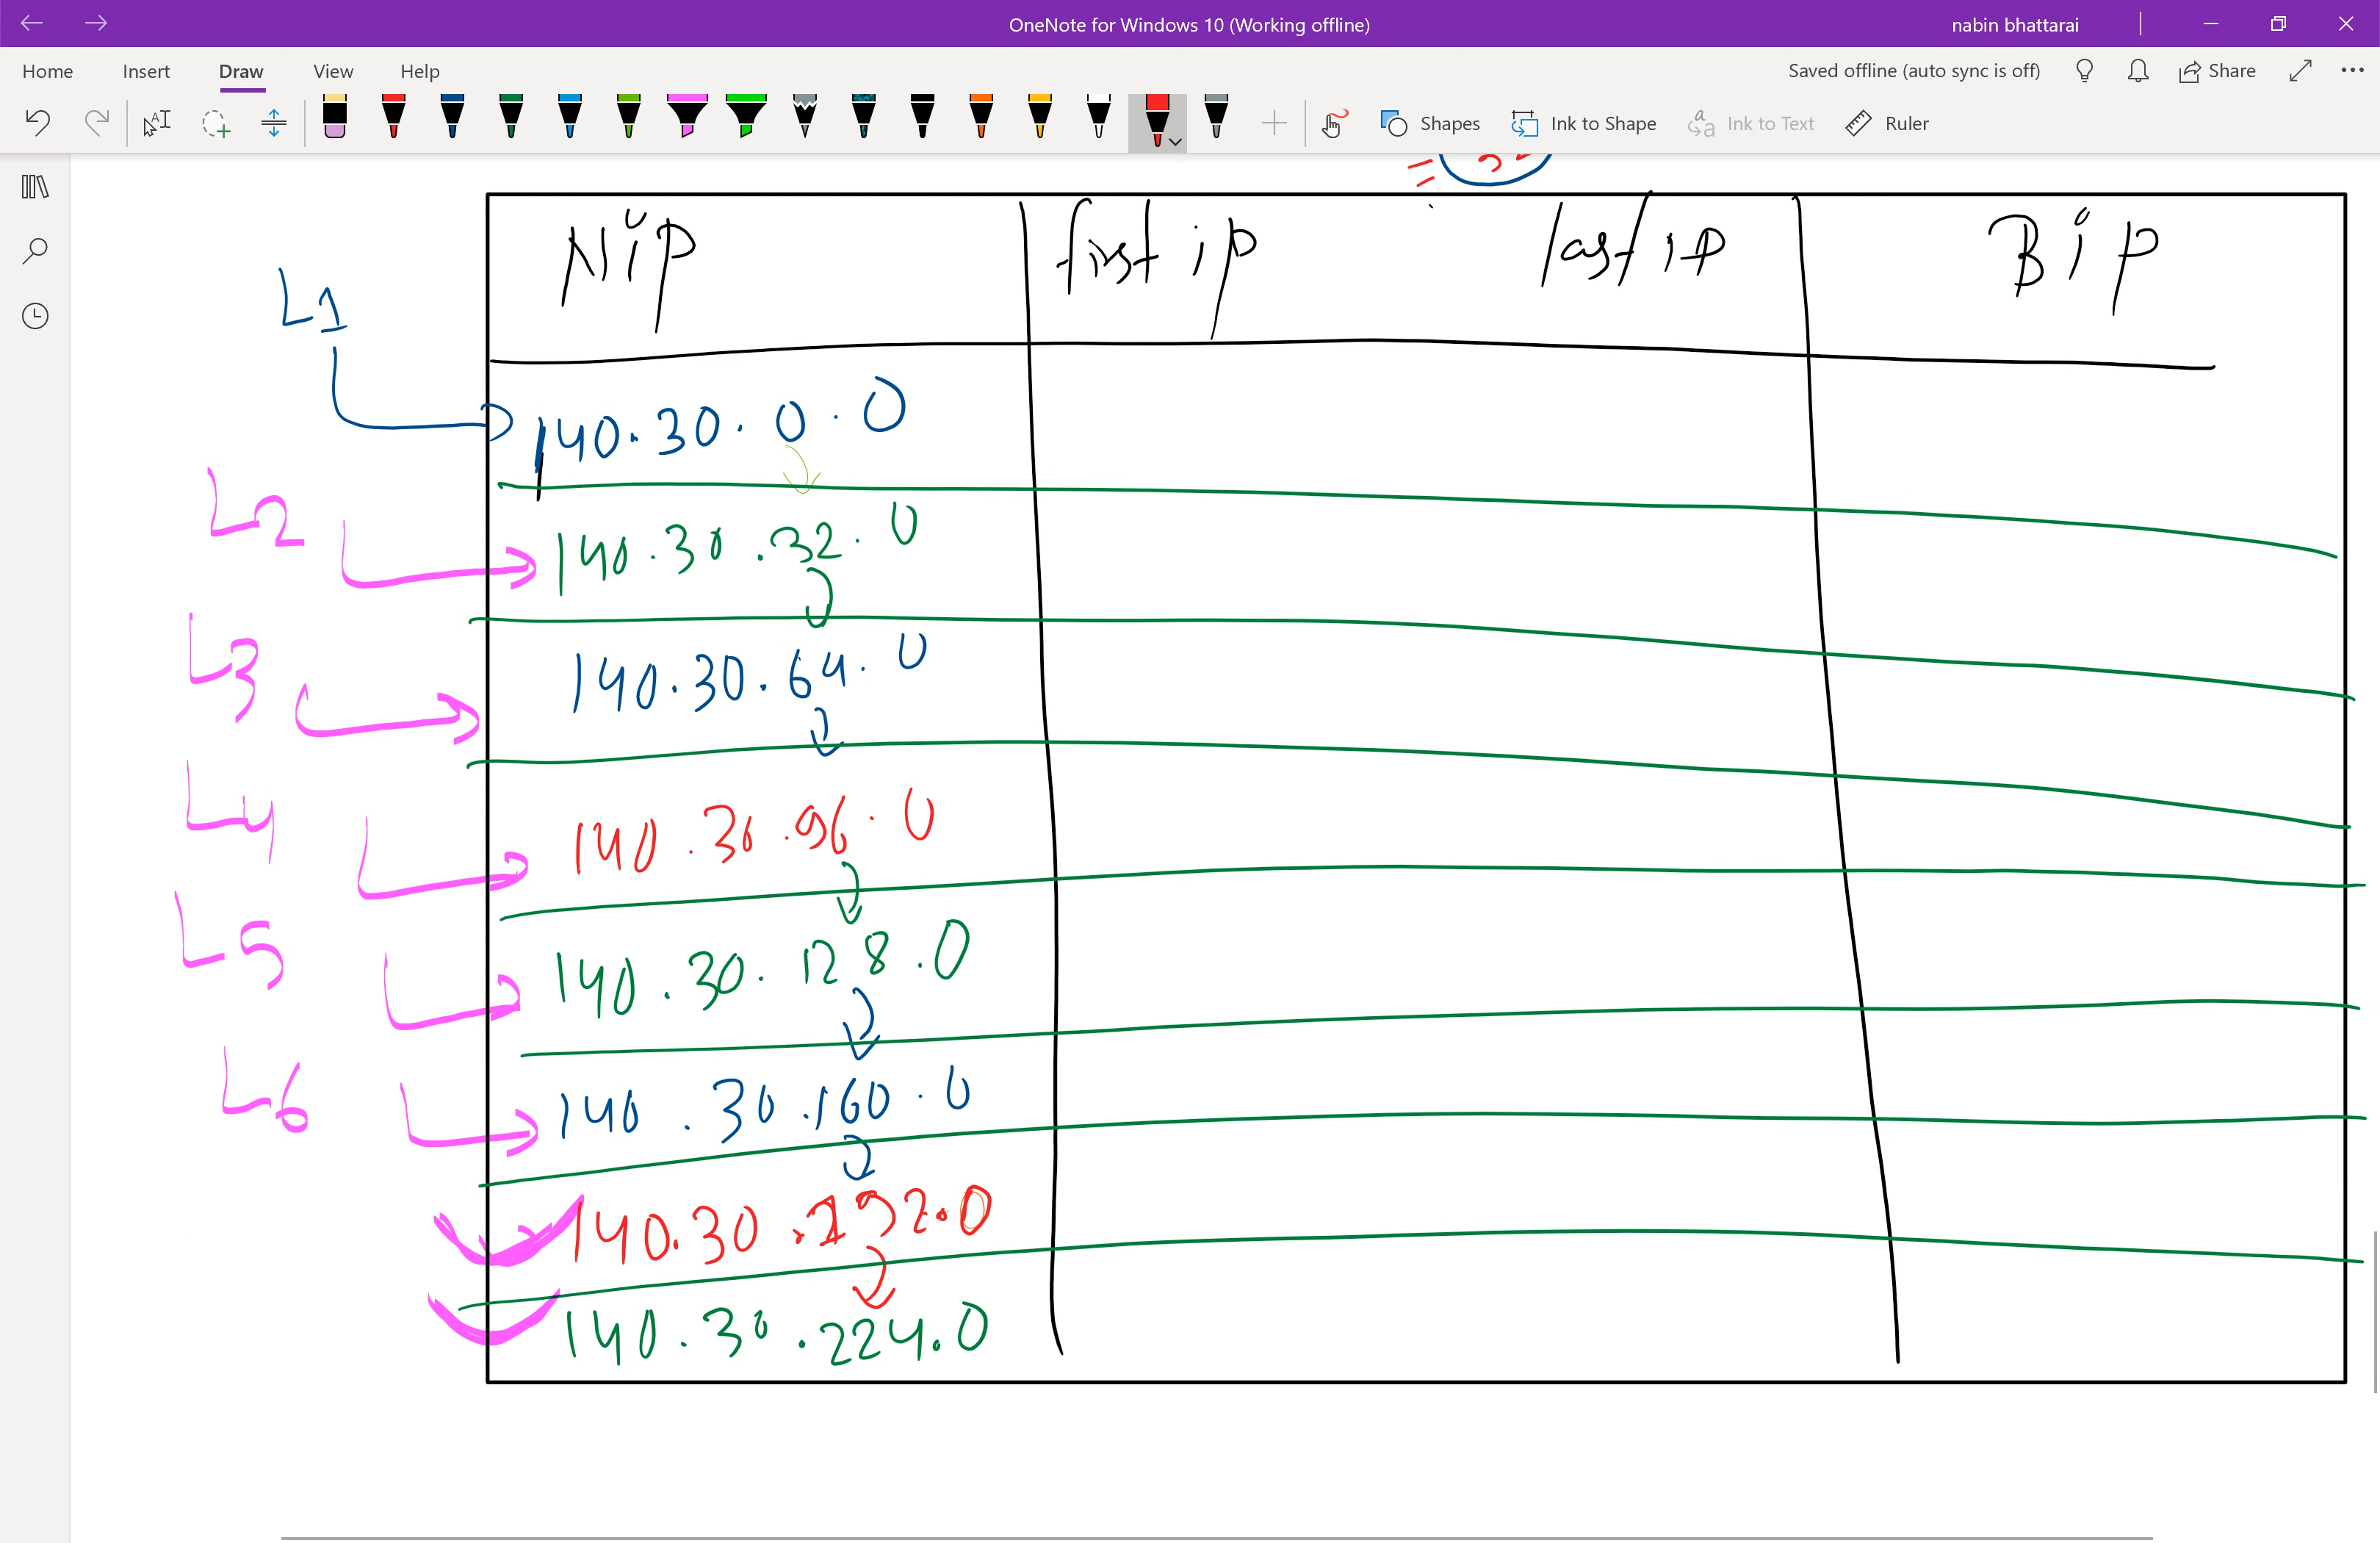 OneNote for Windows 10 (Working offline)
nabin bhattarai
Home Insert Draw View Help
Saved offline (auto sync is off) Share
Shapes Ink to Shape Ink to Text Ruler
=
Nip first ip last ip Bip
L1
140.30.0.0
L2
140.30.32.0
L3
140.30.64.0
L4
140.30.96.0
L5
140.30.128.0
L6
140.30.160.0
140.30.192.0
140.30.224.0